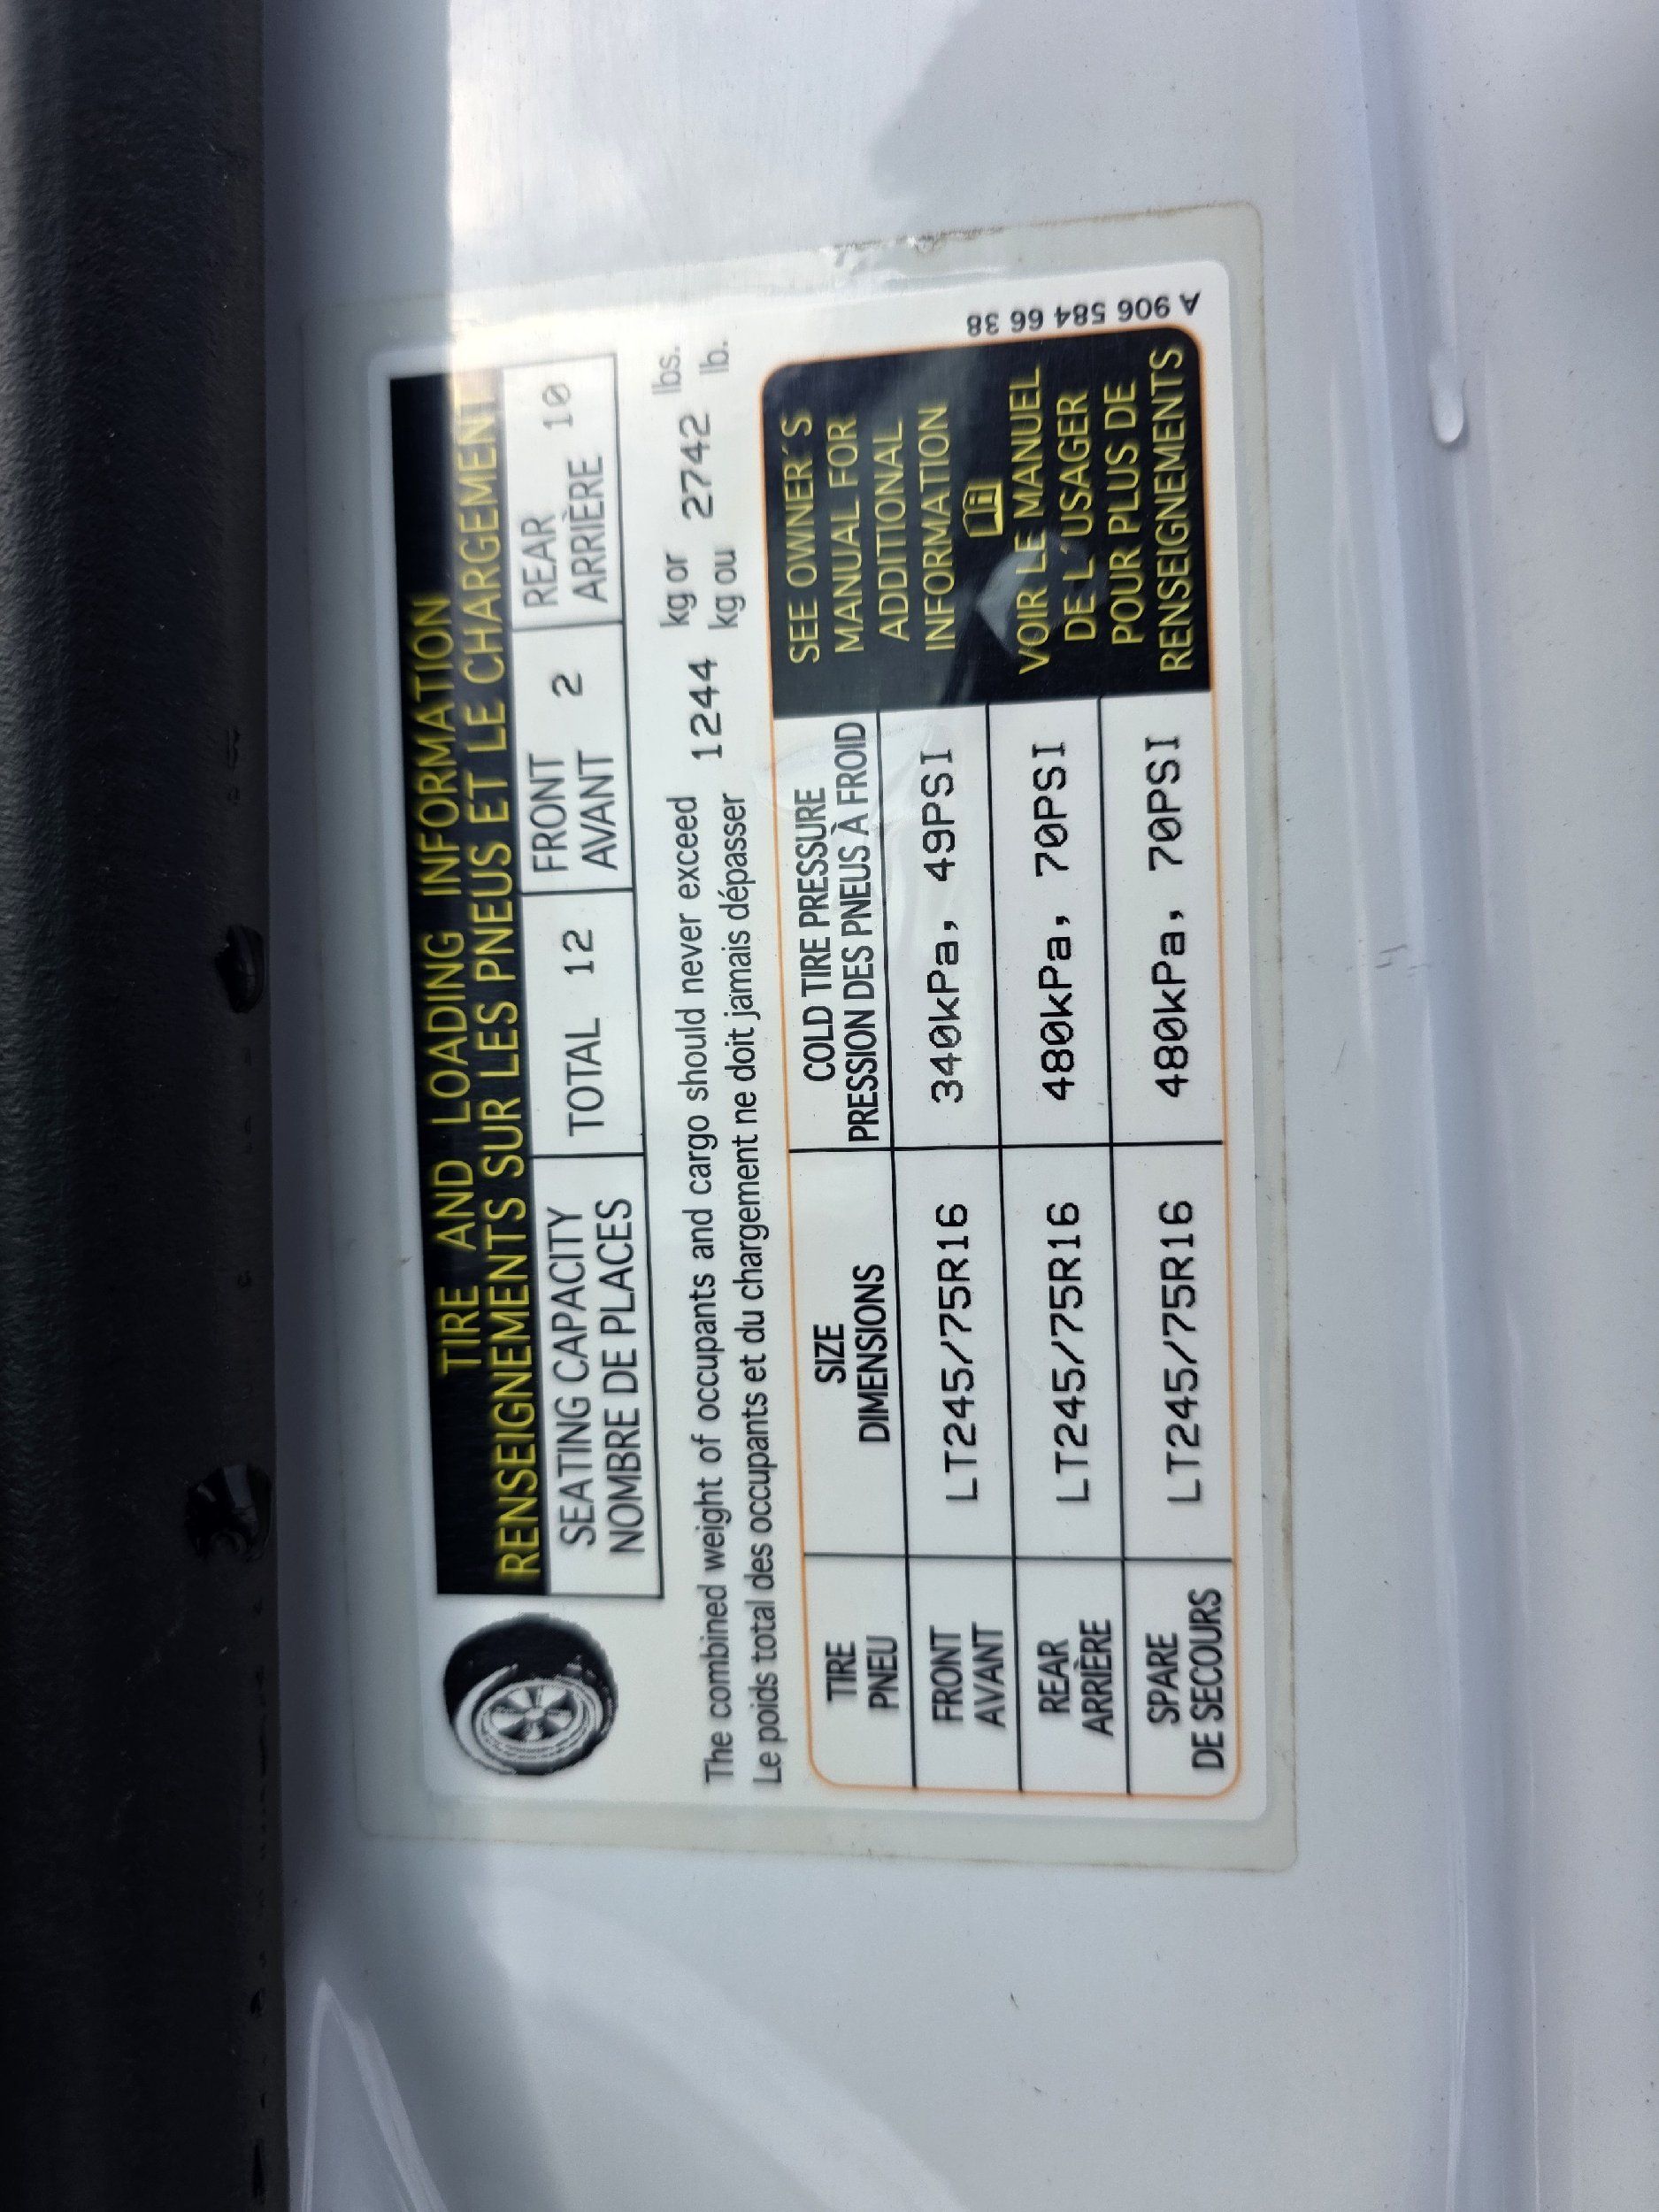 TIRE AND LOADING INFORMATION
RENSEIGNEMENTS SUR LES PNEUS ET LE CHARGEMENT
SEATING CAPACITY
NOMBRE DE PLACES
TOTAL 12
FRONT
AVANT 2
REAR
ARRIÈRE 10
The combined weight of occupants and cargo should never exceed 1244 kg or 2742 lbs.
Le poids total des occupants et du chargement ne doit jamais dépasser kg ou lb.
TIRE
PNEU
SIZE
DIMENSIONS
COLD TIRE PRESSURE
PRESSION DES PNEUS À FROID
FRONT
AVANT
LT245/75R16
340kPa, 49PSI
REAR
ARRIÈRE
LT245/75R16
480kPa, 70PSI
SPARE
DE SECOURS
LT245/75R16
480kPa, 70PSI
SEE OWNER´S
MANUAL FOR
ADDITIONAL
INFORMATION
VOIR LE MANUEL
DE L´USAGER
POUR PLUS DE
RENSEIGNEMENTS
A 906 584 66 38